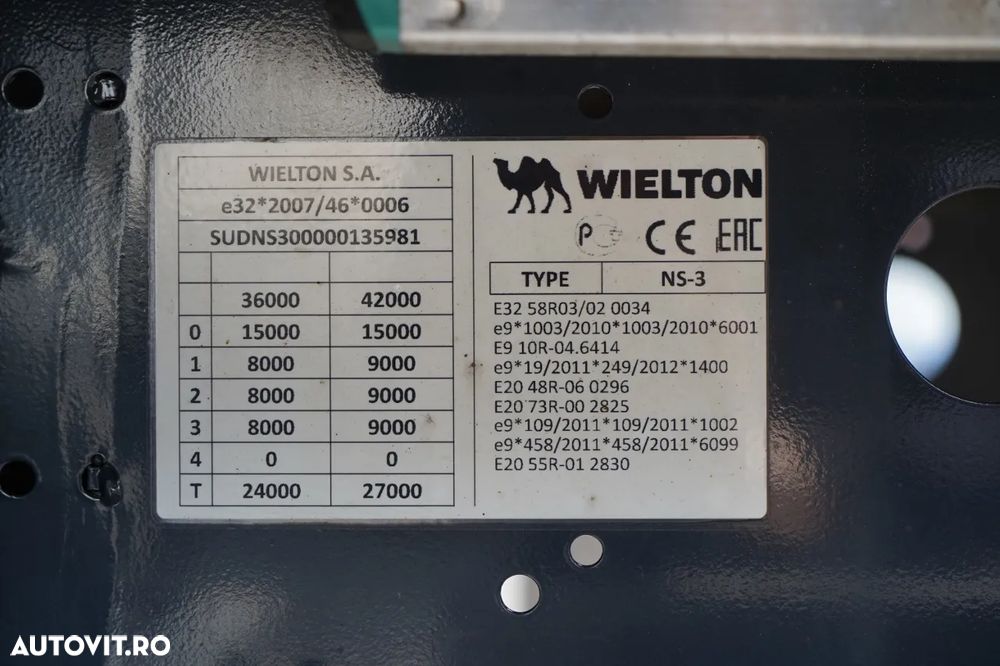 WIELTON S.A.
e32*2007/46*0006
SUDNS300000135981
36000 42000
0 15000 15000
1 8000 9000
2 8000 9000
3 8000 9000
4 0 0
T 24000 27000
WIELTON
P CE EAC
TYPE NS-3
E32 58R03/02 0034
e9*1003/2010*1003/2010*6001
E9 10R-04.6414
e9*19/2011*249/2012*1400
E20 48R-06 0296
E20 73R-00 2825
e9*109/2011*109/2011*1002
e9*458/2011*458/2011*6099
E20 55R-01 2830
AUTOVIT.RO